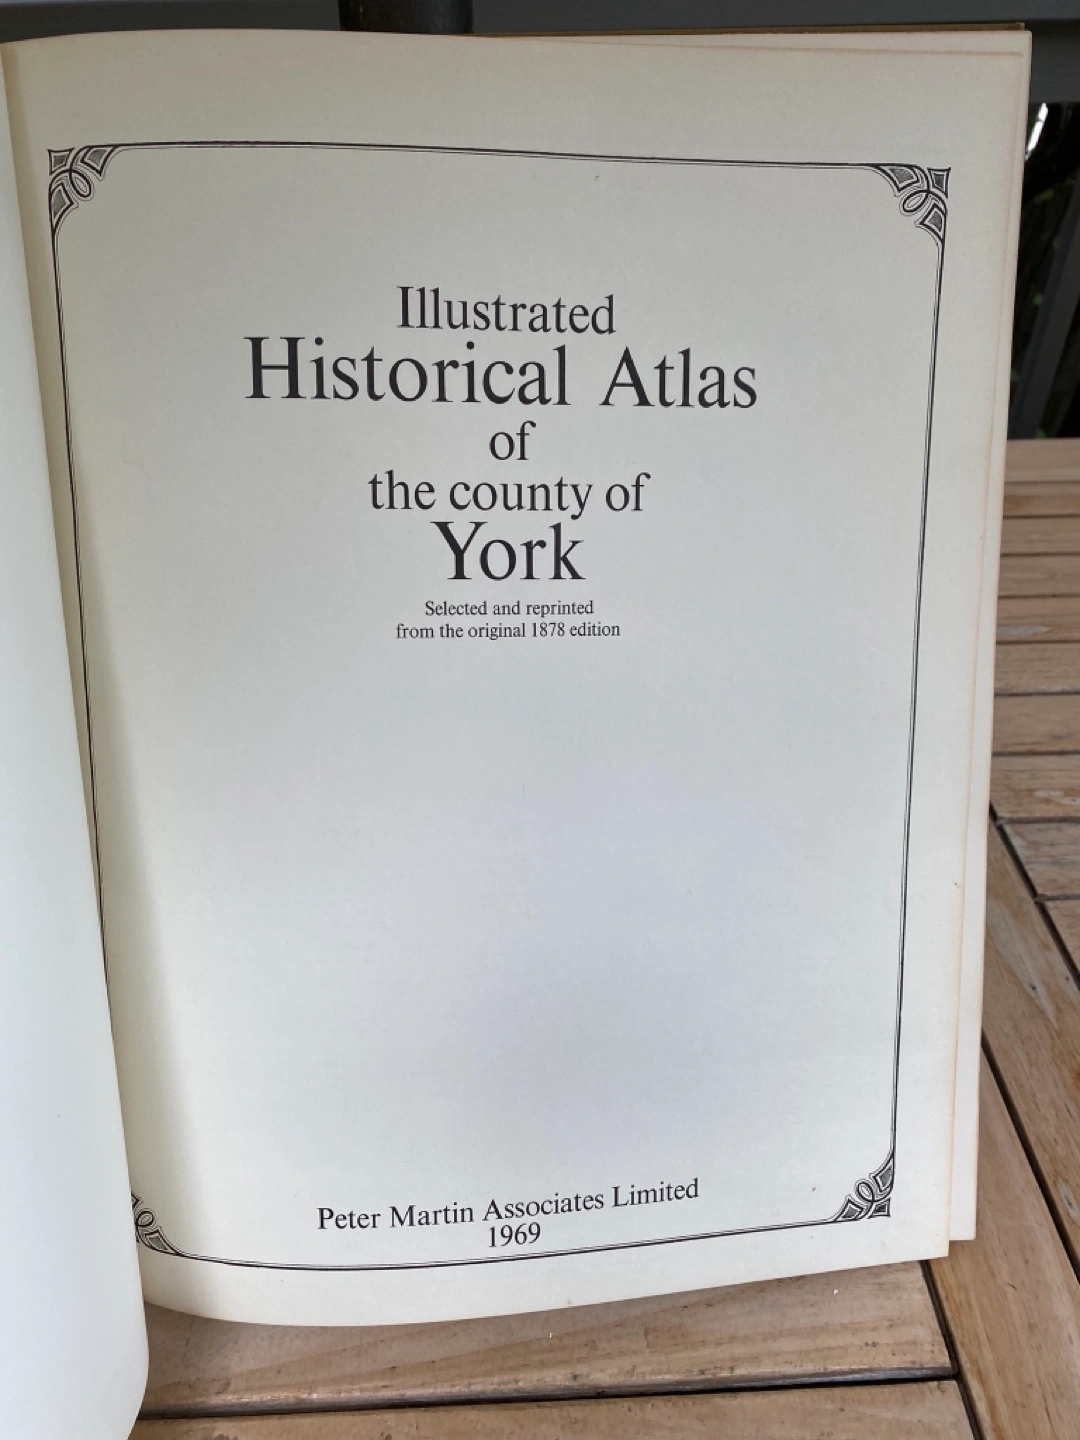 Illustrated
Historical Atlas
of
the county of
York
Selected and reprinted
from the original 1878 edition
Peter Martin Associates Limited
1969